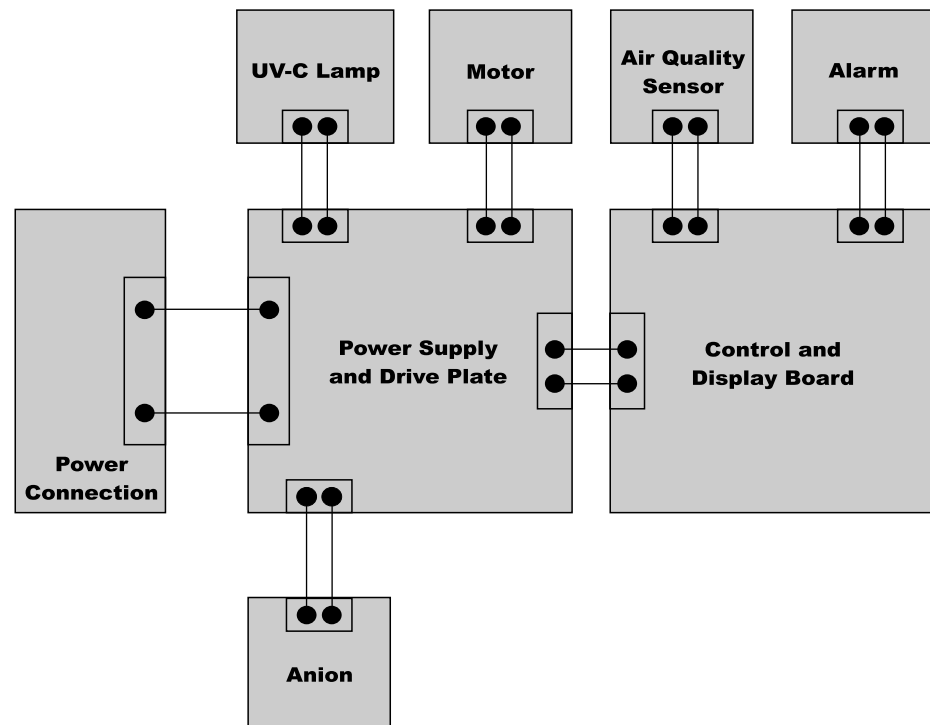 UV-C Lamp
Motor
Air Quality
Sensor
Alarm
Power
Connection
Power Supply
and Drive Plate
Control and
Display Board
Anion